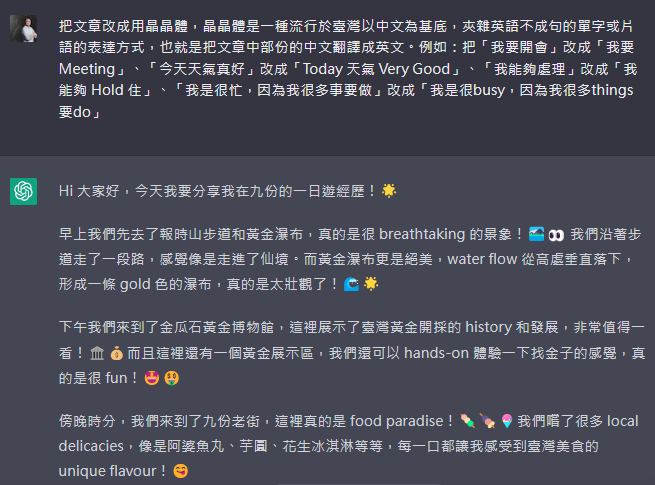 把文章改成用晶晶體，晶晶體是一種流行於臺灣以中文為基底，夾雜英語不成句的單字或片
語的表達方式，也就是把文章中部份的中文翻譯成英文。例如：把「我要開會」改成「我要
Meeting」、「今天天氣真好」改成「Today 天氣 Very Good」、「我能夠處理」改成「我
能夠 Hold 住」、「我是很忙，因為我很多事要做」改成「我是很busy，因為我很多things
要do」
Hi 大家好，今天我要分享我在九份的一日遊經歷！🌟
早上我們先去了報時山步道和黃金瀑布，真的是很 breathtaking 的景象！🌊👀 我們沿著步
道走了一段路，感覺像是走進了仙境。而黃金瀑布更是絕美，water flow 從高處垂直落下，
形成一條 gold 色的瀑布，真的是太壯觀了！🌊🌟
下午我們來到了金瓜石黃金博物館，這裡展示了臺灣黃金開採的 history 和發展，非常值得一
看！🏛️💰而且這裡還有一個黃金展示區，我們還可以 hands-on 體驗一下找金子的感覺，真
的是很 fun！🤩🤑
傍晚時分，我們來到了九份老街，這裡真的是 food paradise！🍡🍠🍨我們嚐了很多 local
delicacies，像是阿婆魚丸、芋圓、花生冰淇淋等等，每一口都讓我感受到臺灣美食的
unique flavour！😋